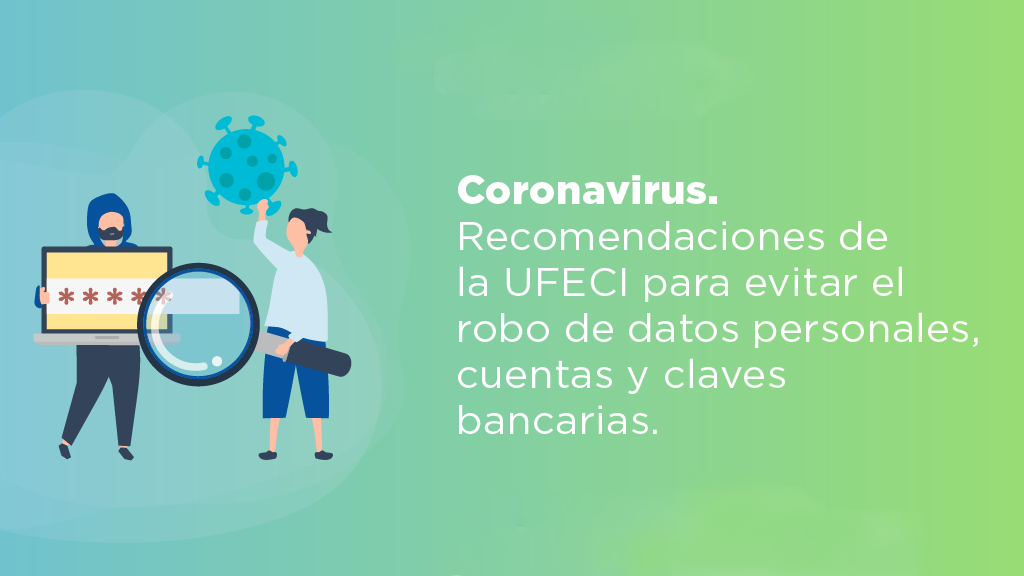 Coronavirus.
Recomendaciones de
la UFECI para evitar el
robo de datos personales,
cuentas y claves
bancarias.
*****